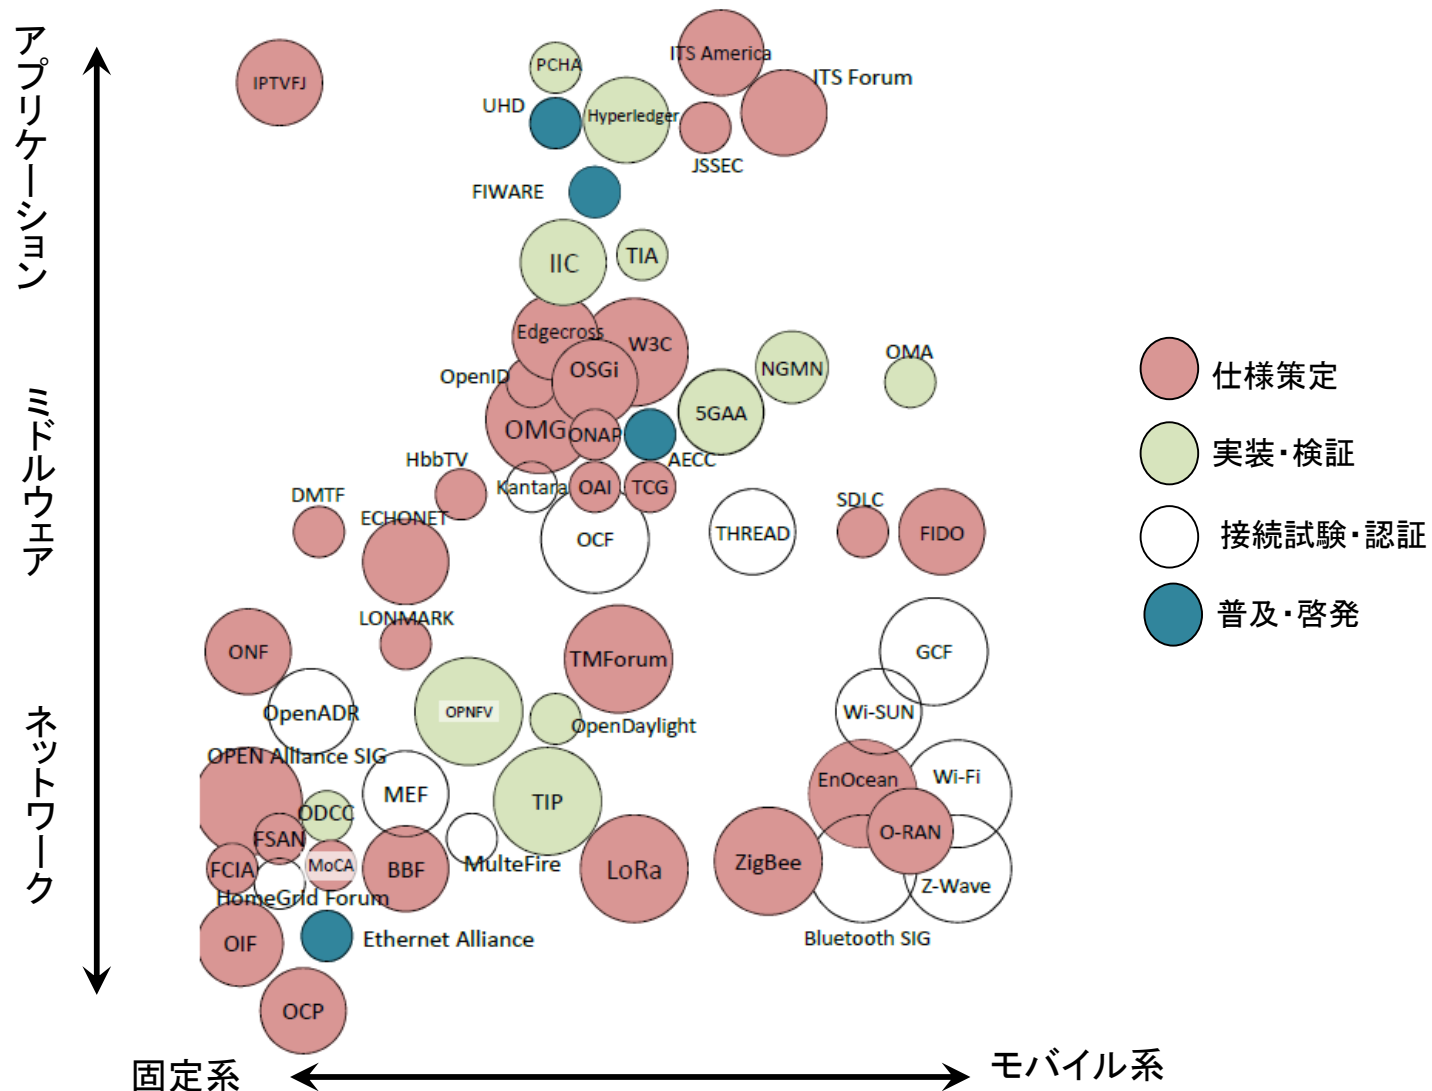 アプリケーション
ミドルウェア
ネットワーク
IPTVFJ
PCHA
ITS America
ITS Forum
UHD
Hyperledger
JSSEC
FIWARE
IIC
TIA
Edgecross
W3C
OSGi
OpenID
NGMN
OMA
OMG
ONAP
5GAA
AECC
HbbTV
Kantara
OAI
TCG
DMTF
ECHONET
OCF
THREAD
SDLC
FIDO
LONMARK
ONF
TMForum
GCF
OpenADR
OPNFV
OpenDaylight
Wi-SUN
OPEN Alliance SIG
MEF
TIP
EnOcean
Wi-Fi
ODCC
FSAN
O-RAN
FCIA
MoCA
BBF
MulteFire
LoRa
ZigBee
Z-Wave
HomeGrid Forum
OIF
Ethernet Alliance
Bluetooth SIG
OCP
仕様策定
実装・検証
接続試験・認証
普及・啓発
固定系
モバイル系